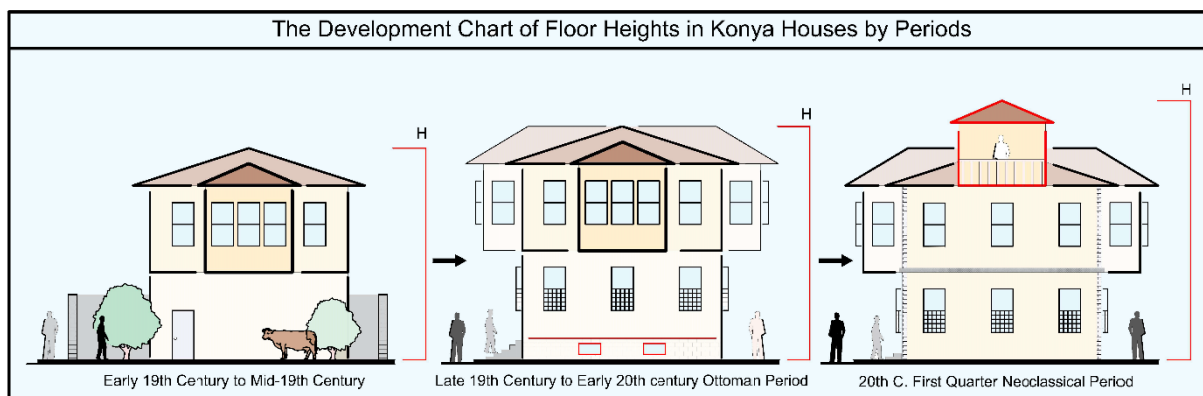 The Development Chart of Floor Heights in Konya Houses by Periods
H
H
H
Early 19th Century to Mid-19th Century
Late 19th Century to Early 20th century Ottoman Period
20th C. First Quarter Neoclassical Period